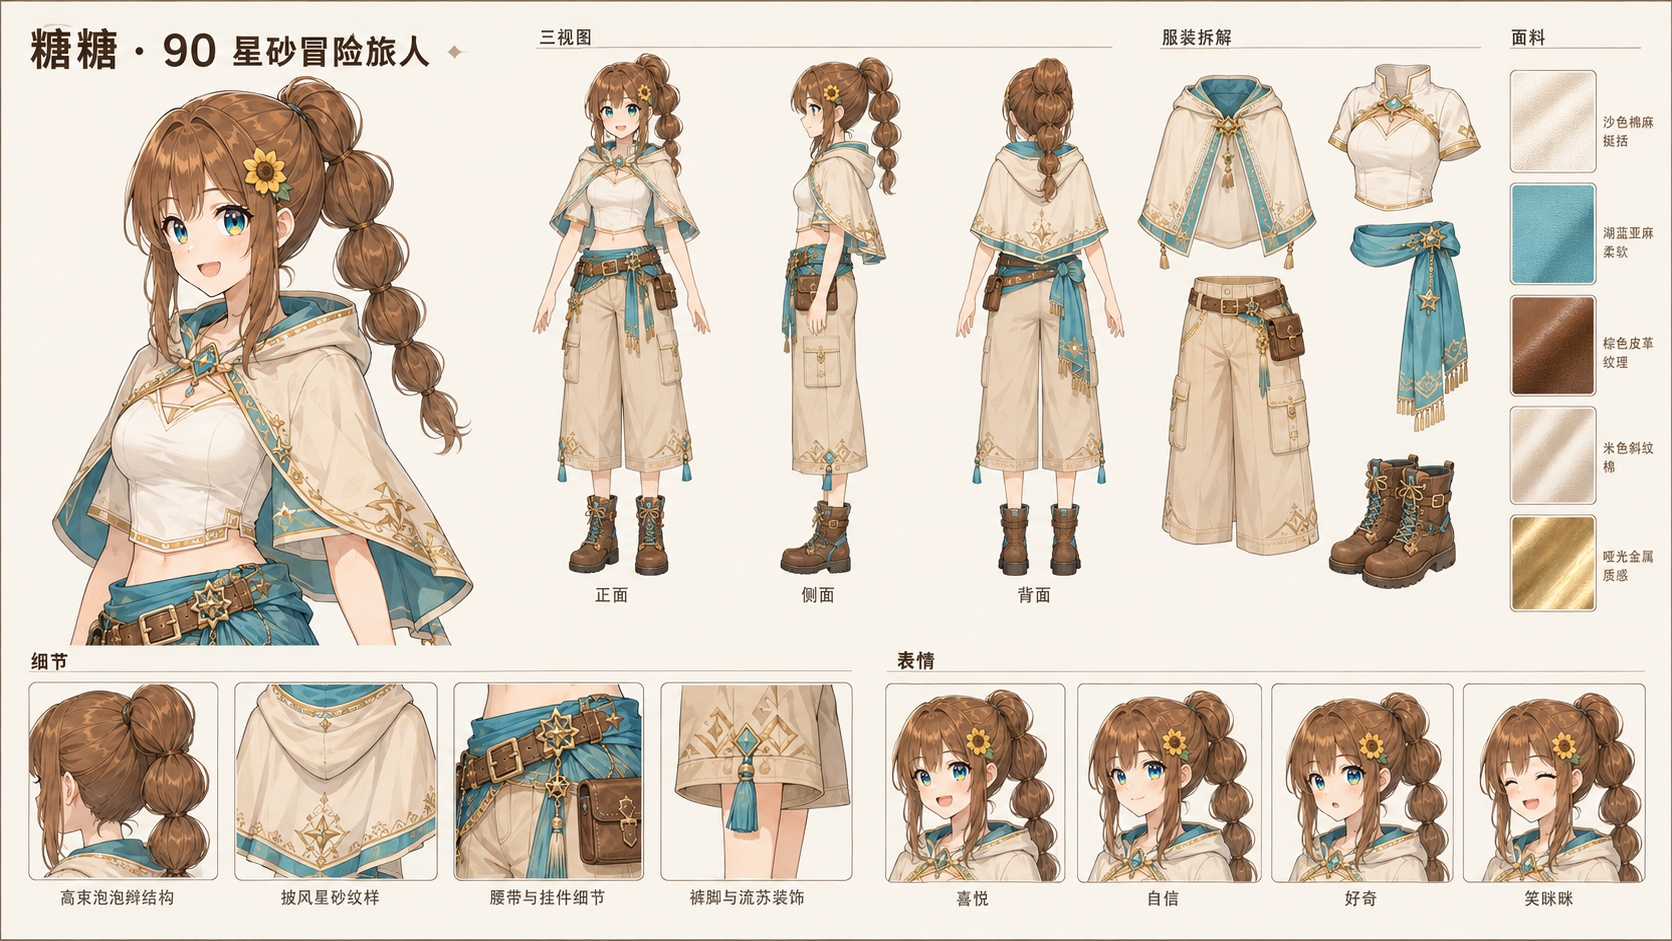 糖糖 · 90 星砂冒险旅人
三视图
正面
侧面
背面
服装拆解
面料
沙色棉麻
挺括
湖蓝亚麻
柔软
棕色皮革
纹理
米色斜纹
棉
哑光金属
质感
细节
高束泡泡辫结构
披风星砂纹样
腰带与挂件细节
裤脚与流苏装饰
表情
喜悦
自信
好奇
笑眯眯